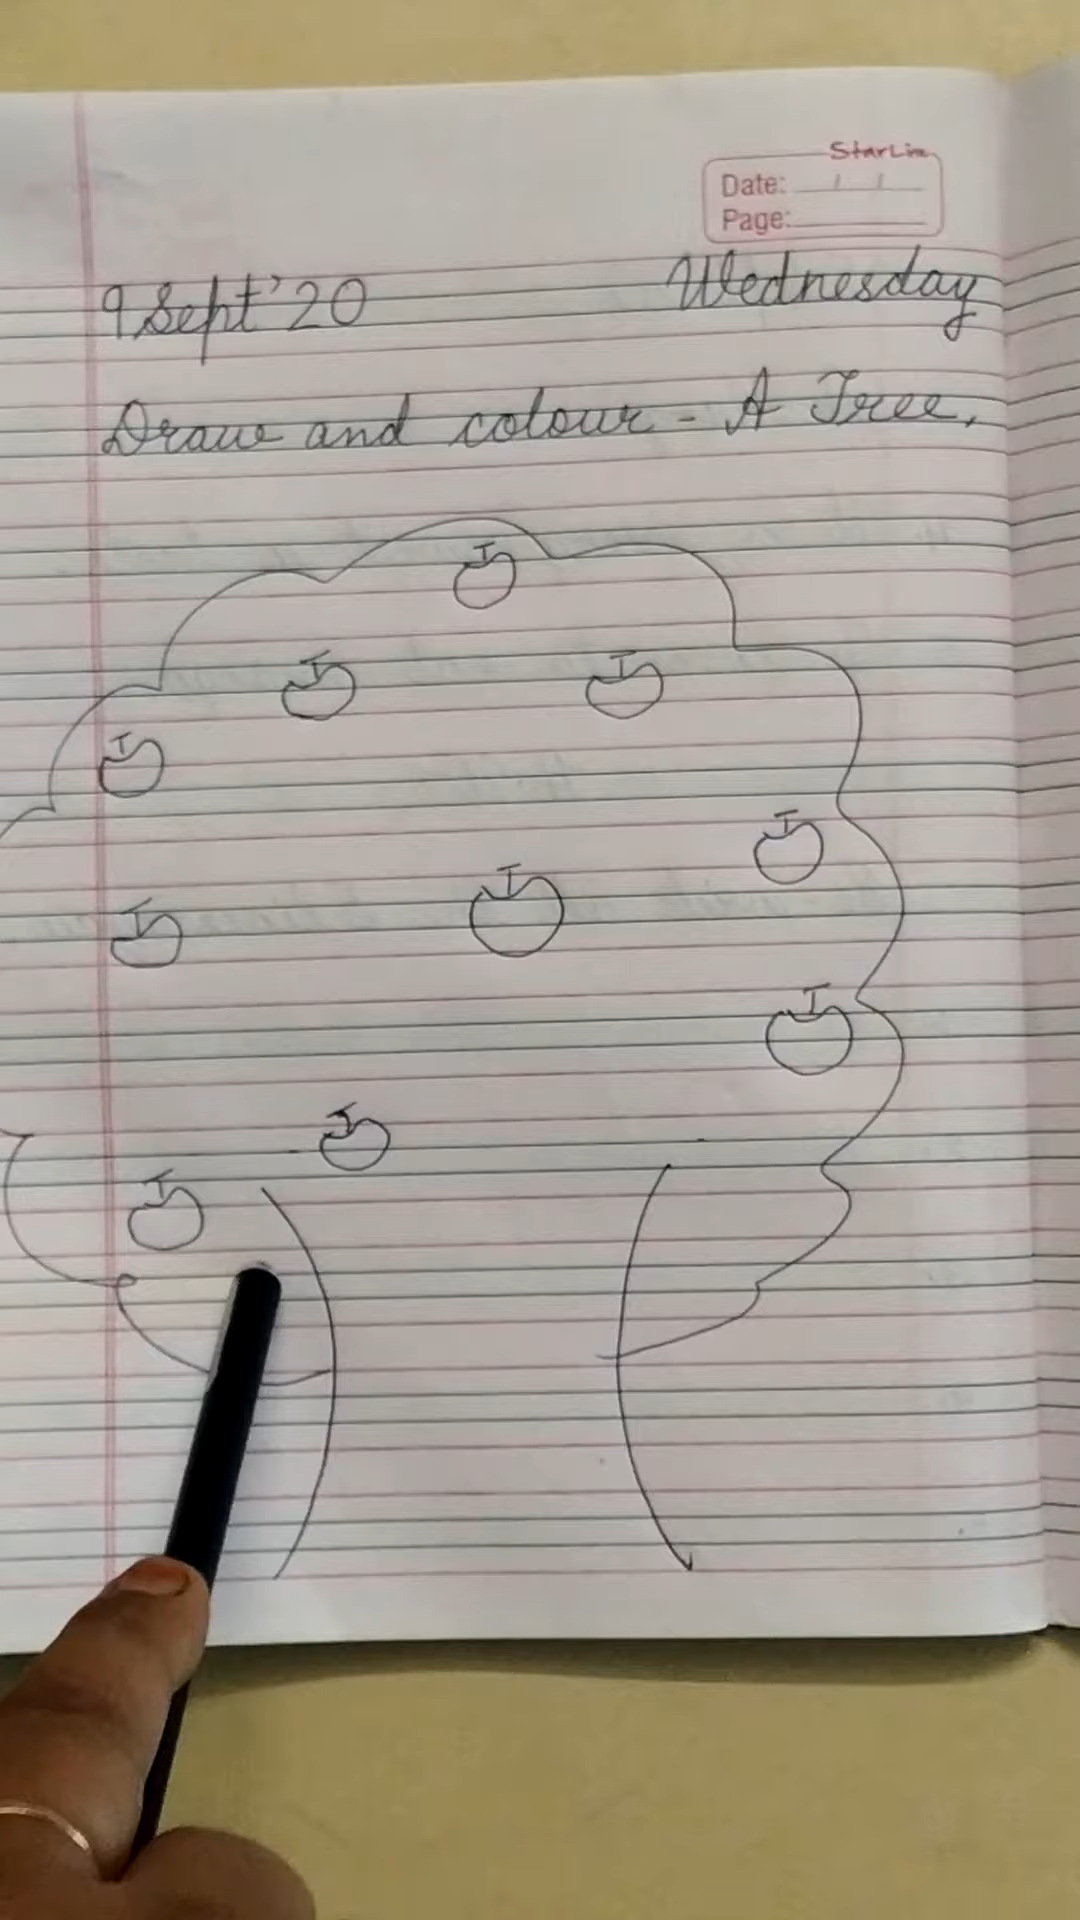 StarLine
Date:
Page:
9 Sept'20 Wednesday
Draw and colour - A Tree.